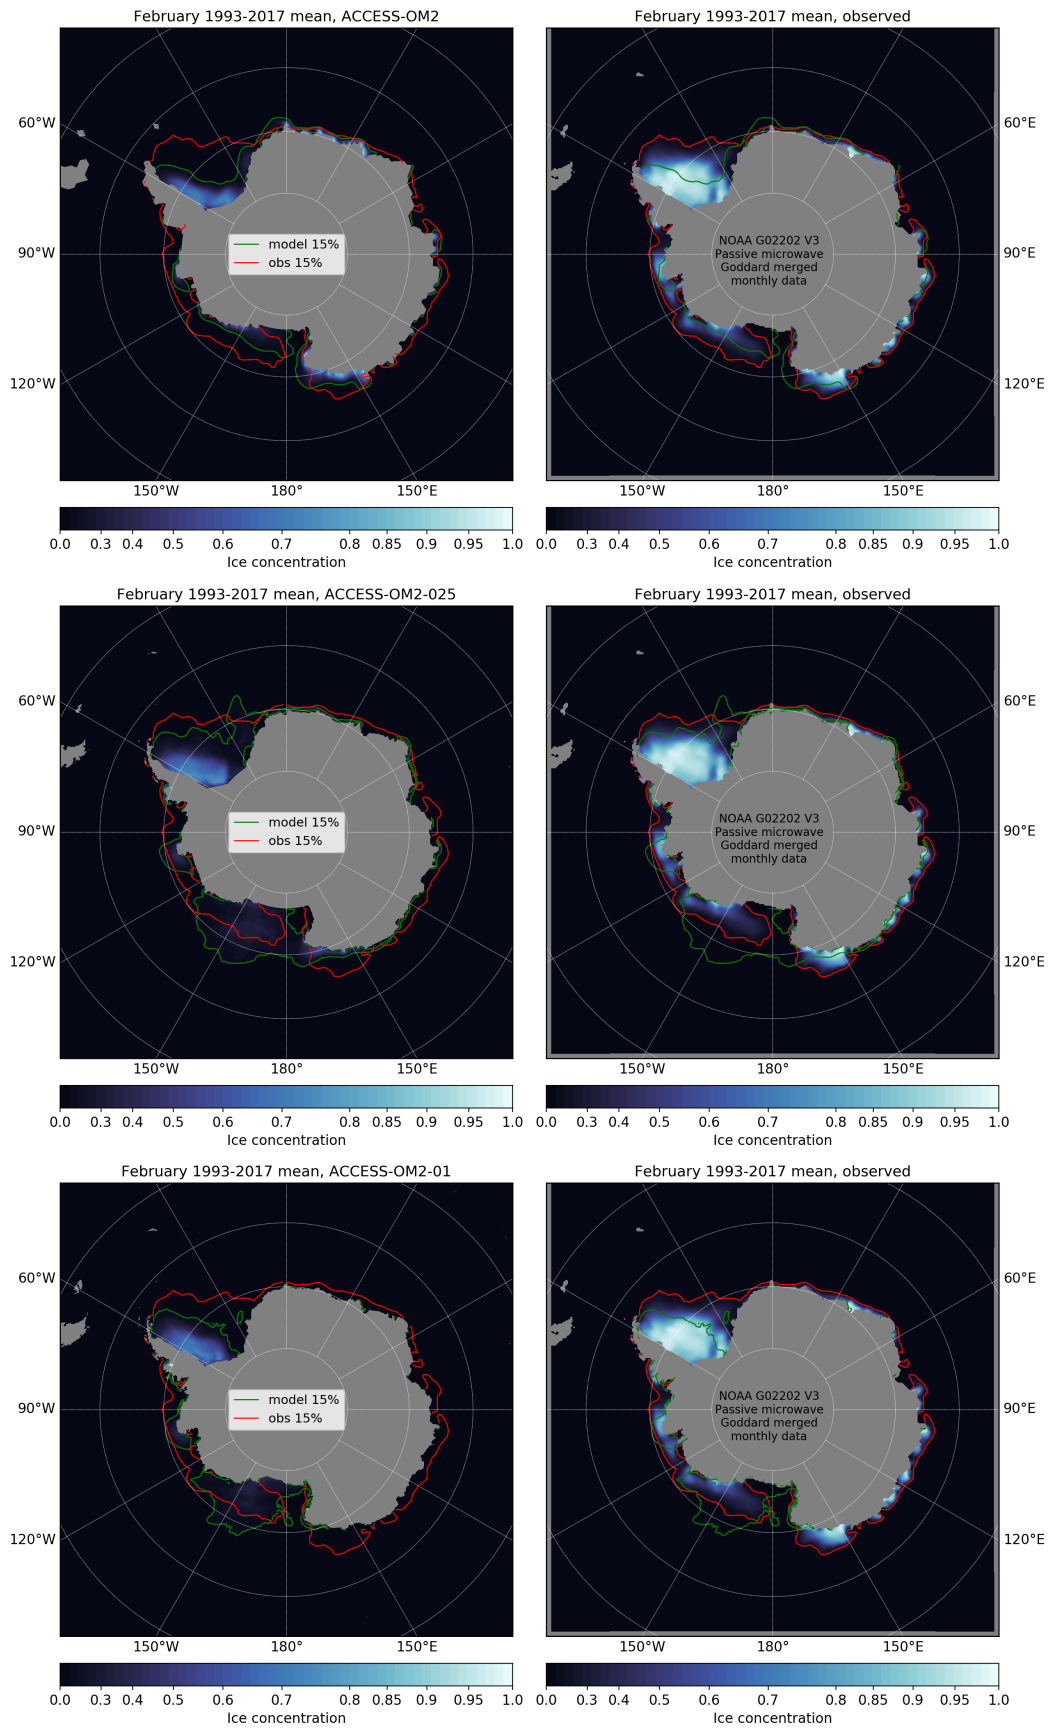 February 1993-2017 mean, ACCESS-OM2
February 1993-2017 mean, observed
60°W
90°W
120°W
150°W 180° 150°E
model 15%
obs 15%
NOAA G02202 V3
Passive microwave
Goddard merged
monthly data
60°E
90°E
120°E
150°W 180° 150°E
0.0 0.3 0.4 0.5 0.6 0.7 0.8 0.85 0.9 0.95 1.0
Ice concentration
0.0 0.3 0.4 0.5 0.6 0.7 0.8 0.85 0.9 0.95 1.0
Ice concentration
February 1993-2017 mean, ACCESS-OM2-025
February 1993-2017 mean, observed
60°W
90°W
120°W
150°W 180° 150°E
model 15%
obs 15%
NOAA G02202 V3
Passive microwave
Goddard merged
monthly data
60°E
90°E
120°E
150°W 180° 150°E
0.0 0.3 0.4 0.5 0.6 0.7 0.8 0.85 0.9 0.95 1.0
Ice concentration
0.0 0.3 0.4 0.5 0.6 0.7 0.8 0.85 0.9 0.95 1.0
Ice concentration
February 1993-2017 mean, ACCESS-OM2-01
February 1993-2017 mean, observed
60°W
90°W
120°W
150°W 180° 150°E
model 15%
obs 15%
NOAA G02202 V3
Passive microwave
Goddard merged
monthly data
60°E
90°E
120°E
150°W 180° 150°E
0.0 0.3 0.4 0.5 0.6 0.7 0.8 0.85 0.9 0.95 1.0
Ice concentration
0.0 0.3 0.4 0.5 0.6 0.7 0.8 0.85 0.9 0.95 1.0
Ice concentration